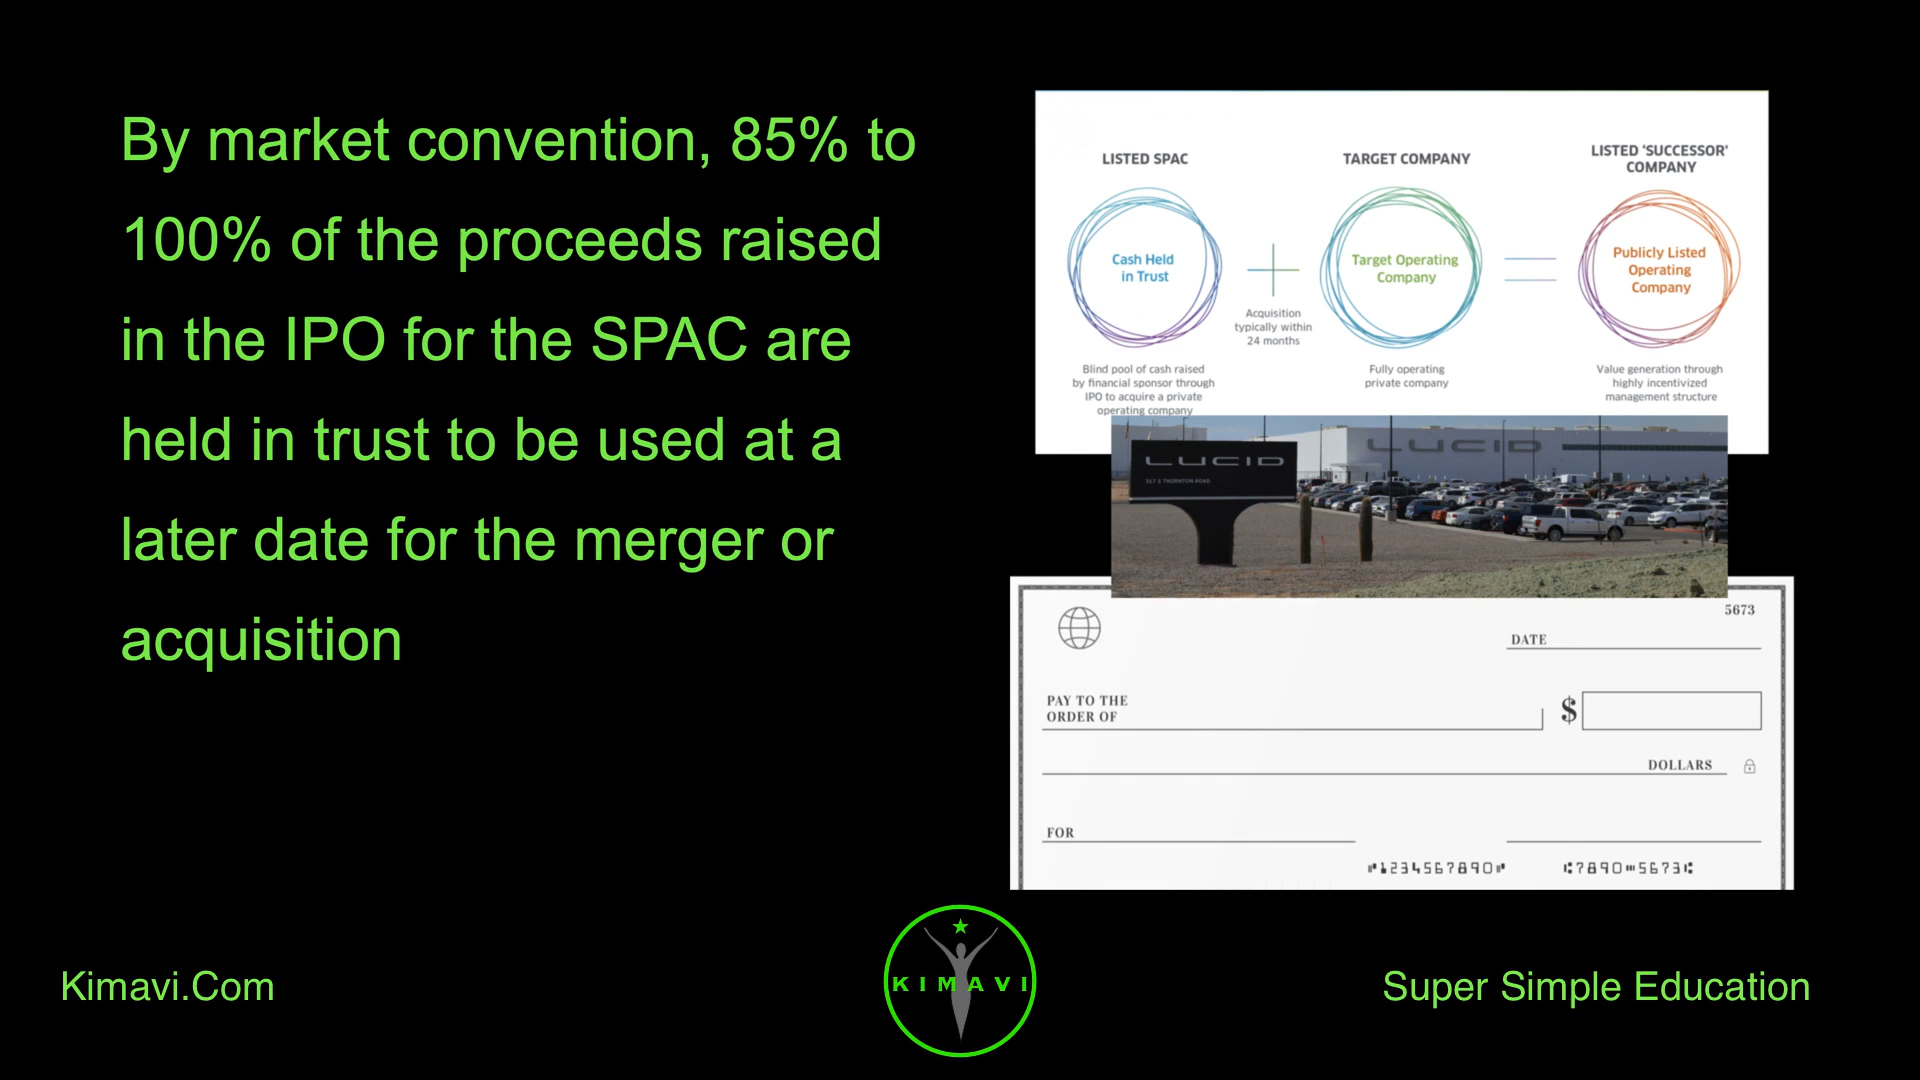 By market convention, 85% to
100% of the proceeds raised
in the IPO for the SPAC are
held in trust to be used at a
later date for the merger or
acquisition
LISTED SPAC
Cash Held
in Trust
Blind pool of cash raised
by financial sponsor through
IPO to acquire a private
operating company
Acquisition
typically within
24 months
TARGET COMPANY
Target Operating
Company
Fully operating
private company
LISTED ‘SUCCESSOR’
COMPANY
Publicly Listed
Operating
Company
Value generation through
highly incentivized
management structure
LUCID
317 S THORNTON ROAD
LUCID
5673
DATE
PAY TO THE
ORDER OF
$
DOLLARS
FOR
⑈1234567890⑈ ⑆7890⑉5673⑆
Kimavi.Com
KIMAVI
Super Simple Education